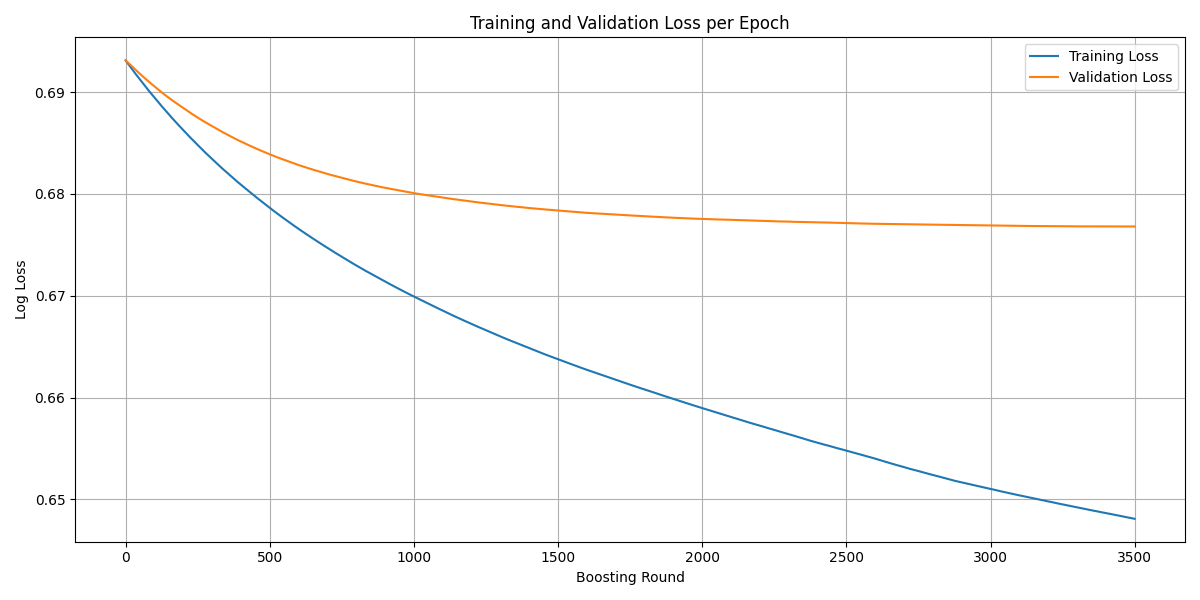 Training and Validation Loss per Epoch
Training Loss
Validation Loss
0.69
0.68
0.67
0.66
0.65
Log Loss
0
500
1000
1500
2000
2500
3000
3500
Boosting Round